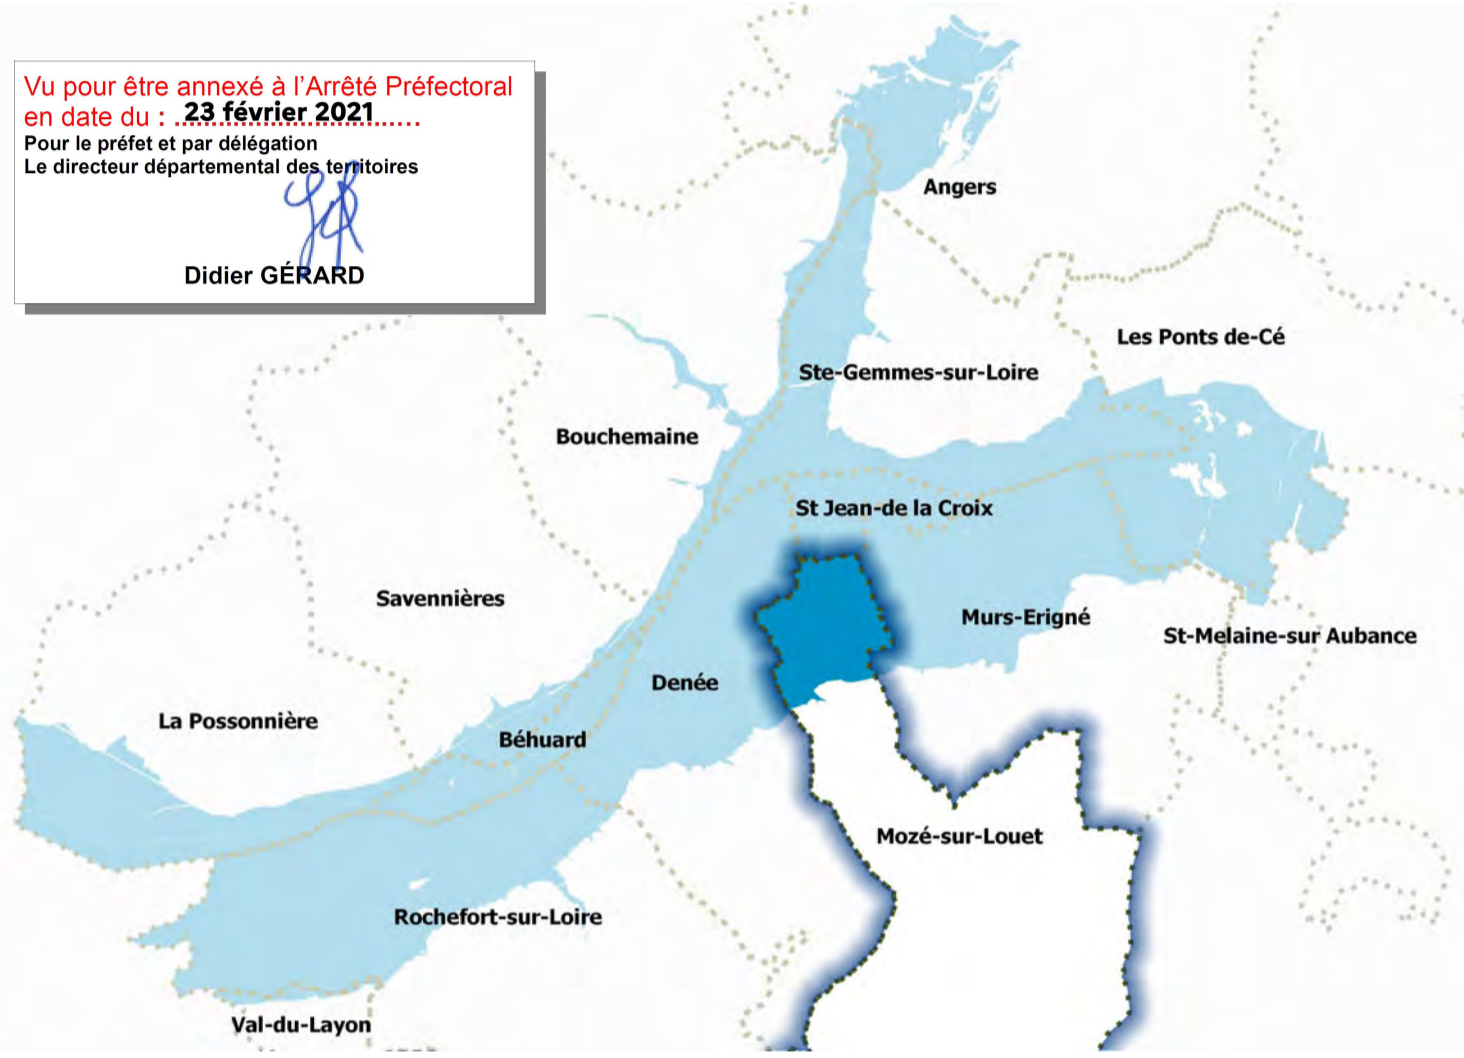 Vu pour être annexé à l'Arrêté Préfectoral
en date du : 23 février 2021
Pour le préfet et par délégation
Le directeur départemental des territoires
Didier GÉRARD
Angers
Les Ponts de-Cé
Ste-Gemmes-sur-Loire
Bouchemaine
St Jean-de la Croix
Savennières
Murs-Erigné
St-Melaine-sur Aubance
Denée
La Possonnière
Béhuard
Mozé-sur-Louet
Rochefort-sur-Loire
Val-du-Layon